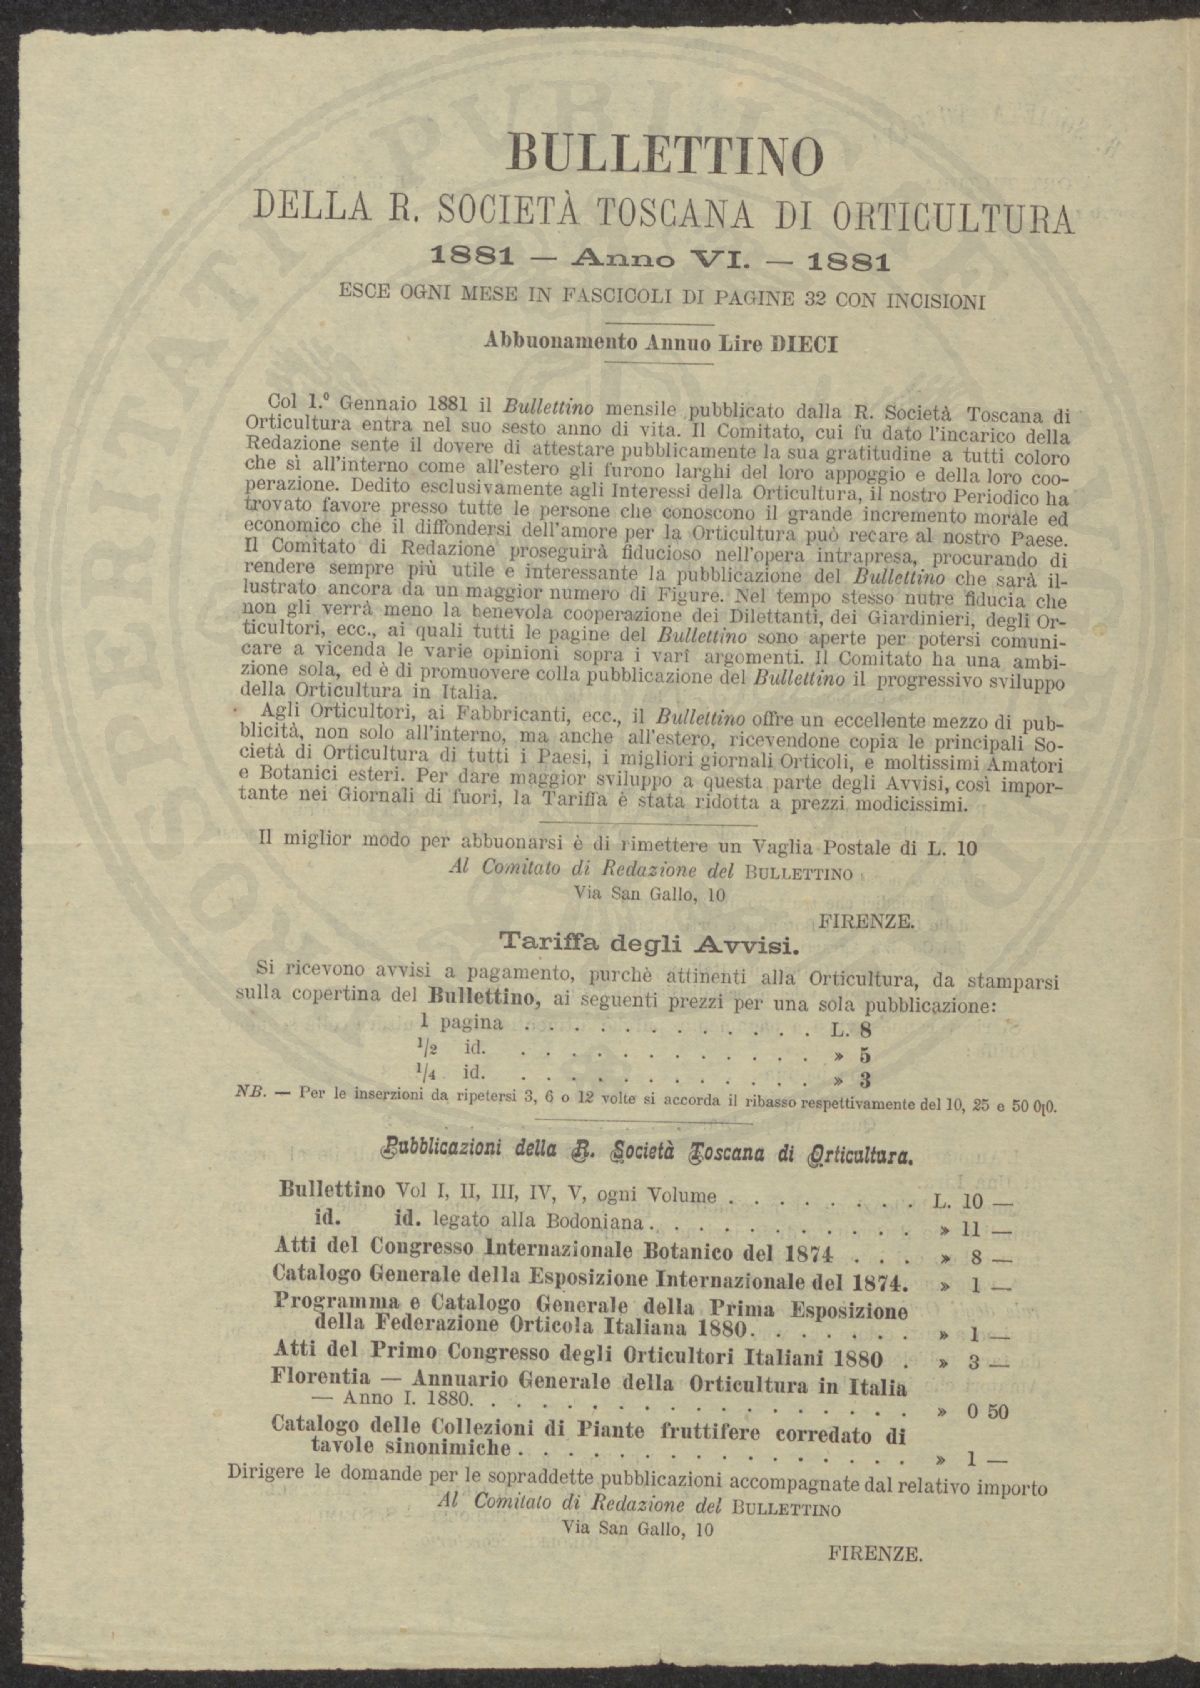 BULLETTINO
DELLA R. SOCIETÀ TOSCANA DI ORTICULTURA
1881 — Anno VI. — 1881
ESCE OGNI MESE IN FASCICOLI DI PAGINE 32 CON INCISIONI
Abbuonamento Annuo Lire DIECI
Col 1.° Gennaio 1881 il Bullettino mensile pubblicato dalla R. Società Toscana di
Orticultura entra nel suo sesto anno di vita. Il Comitato, cui fu dato l'incarico della
Redazione sente il dovere di attestare pubblicamente la sua gratitudine a tutti coloro
che sì all'interno come all'estero gli furono larghi del loro appoggio e della loro coo-
perazione. Dedito esclusivamente agli Interessi della Orticultura, il nostro Periodico ha
trovato favore presso tutte le persone che conoscono il grande incremento morale ed
economico che il diffondersi dell'amore per la Orticultura può recare al nostro Paese.
Il Comitato di Redazione proseguirà fiducioso nell'opera intrapresa, procurando di
rendere sempre più utile e interessante la pubblicazione del Bullettino che sarà il-
lustrato ancora da un maggior numero di Figure. Nel tempo stesso nutre fiducia che
non gli verrà meno la benevola cooperazione dei Dilettanti, dei Giardinieri, degli Or-
ticultori, ecc., ai quali tutti le pagine del Bullettino sono aperte per potersi comuni-
care a vicenda le varie opinioni sopra i varî argomenti. Il Comitato ha una ambi-
zione sola, ed è di promuovere colla pubblicazione del Bullettino il progressivo sviluppo
della Orticultura in Italia.
Agli Orticultori, ai Fabbricanti, ecc., il Bullettino offre un eccellente mezzo di pub-
blicità, non solo all'interno, ma anche all'estero, ricevendone copia le principali So-
cietà di Orticultura di tutti i Paesi, i migliori giornali Orticoli, e moltissimi Amatori
e Botanici esteri. Per dare maggior sviluppo a questa parte degli Avvisi, così impor-
tante nei Giornali di fuori, la Tariffa è stata ridotta a prezzi modicissimi.
Il miglior modo per abbuonarsi è di rimettere un Vaglia Postale di L. 10
Al Comitato di Redazione del BULLETTINO
Via San Gallo, 10
FIRENZE.
Tariffa degli Avvisi.
Si ricevono avvisi a pagamento, purchè attinenti alla Orticultura, da stamparsi
sulla copertina del Bullettino, ai seguenti prezzi per una sola pubblicazione:
1 pagina . . . . . . . . . . . . L. 8
1/2 id. . . . . . . . . . . . . . » 5
1/4 id. . . . . . . . . . . . . . » 3
NB. — Per le inserzioni da ripetersi 3, 6 o 12 volte si accorda il ribasso respettivamente del 10, 25 e 50 0|0.
Pubblicazioni della R. Società Toscana di Orticultura.
Bullettino Vol I, II, III, IV, V, ogni Volume . . . . . . . . L. 10 —
id. id. legato alla Bodoniana . . . . . . . . . . . » 11 —
Atti del Congresso Internazionale Botanico del 1874 . . . » 8 —
Catalogo Generale della Esposizione Internazionale del 1874. » 1 —
Programma e Catalogo Generale della Prima Esposizione
della Federazione Orticola Italiana 1880. . . . . . . . » 1 —
Atti del Primo Congresso degli Orticultori Italiani 1880 . » 3 —
Florentia — Annuario Generale della Orticultura in Italia
— Anno I. 1880. . . . . . . . . . . . . . . . . . » 0 50
Catalogo delle Collezioni di Piante fruttifere corredato di
tavole sinonimiche . . . . . . . . . . . . . . . » 1 —
Dirigere le domande per le sopraddette pubblicazioni accompagnate dal relativo importo
Al Comitato di Redazione del BULLETTINO
Via San Gallo, 10
FIRENZE.